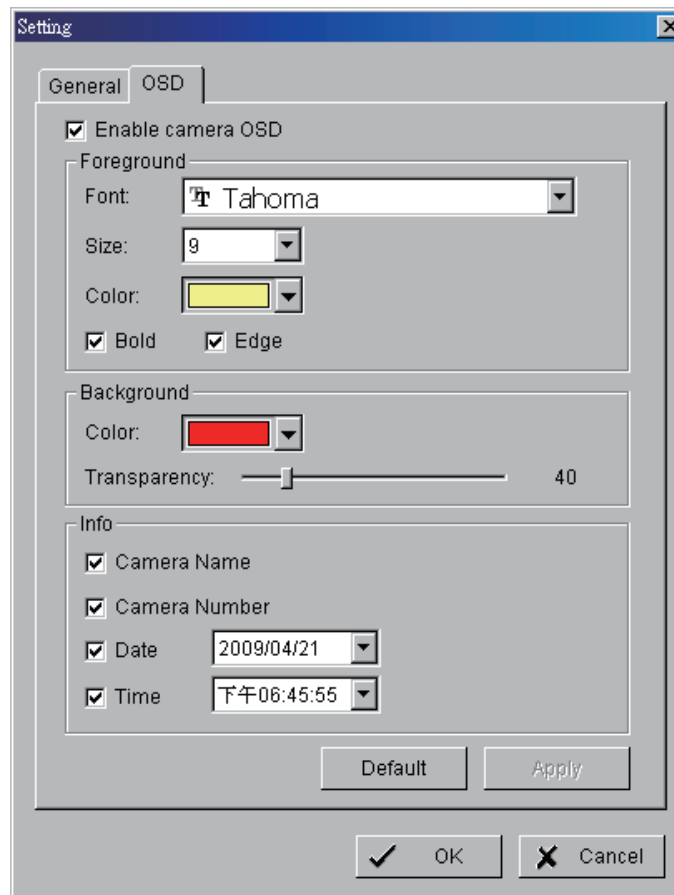 Setting
General OSD
Enable camera OSD
Foreground
Font: Tahoma
Size: 9
Color:
Bold Edge
Background
Color:
Transparency: 40
Info
Camera Name
Camera Number
Date 2009/04/21
Time 下午06:45:55
Default Apply
OK Cancel